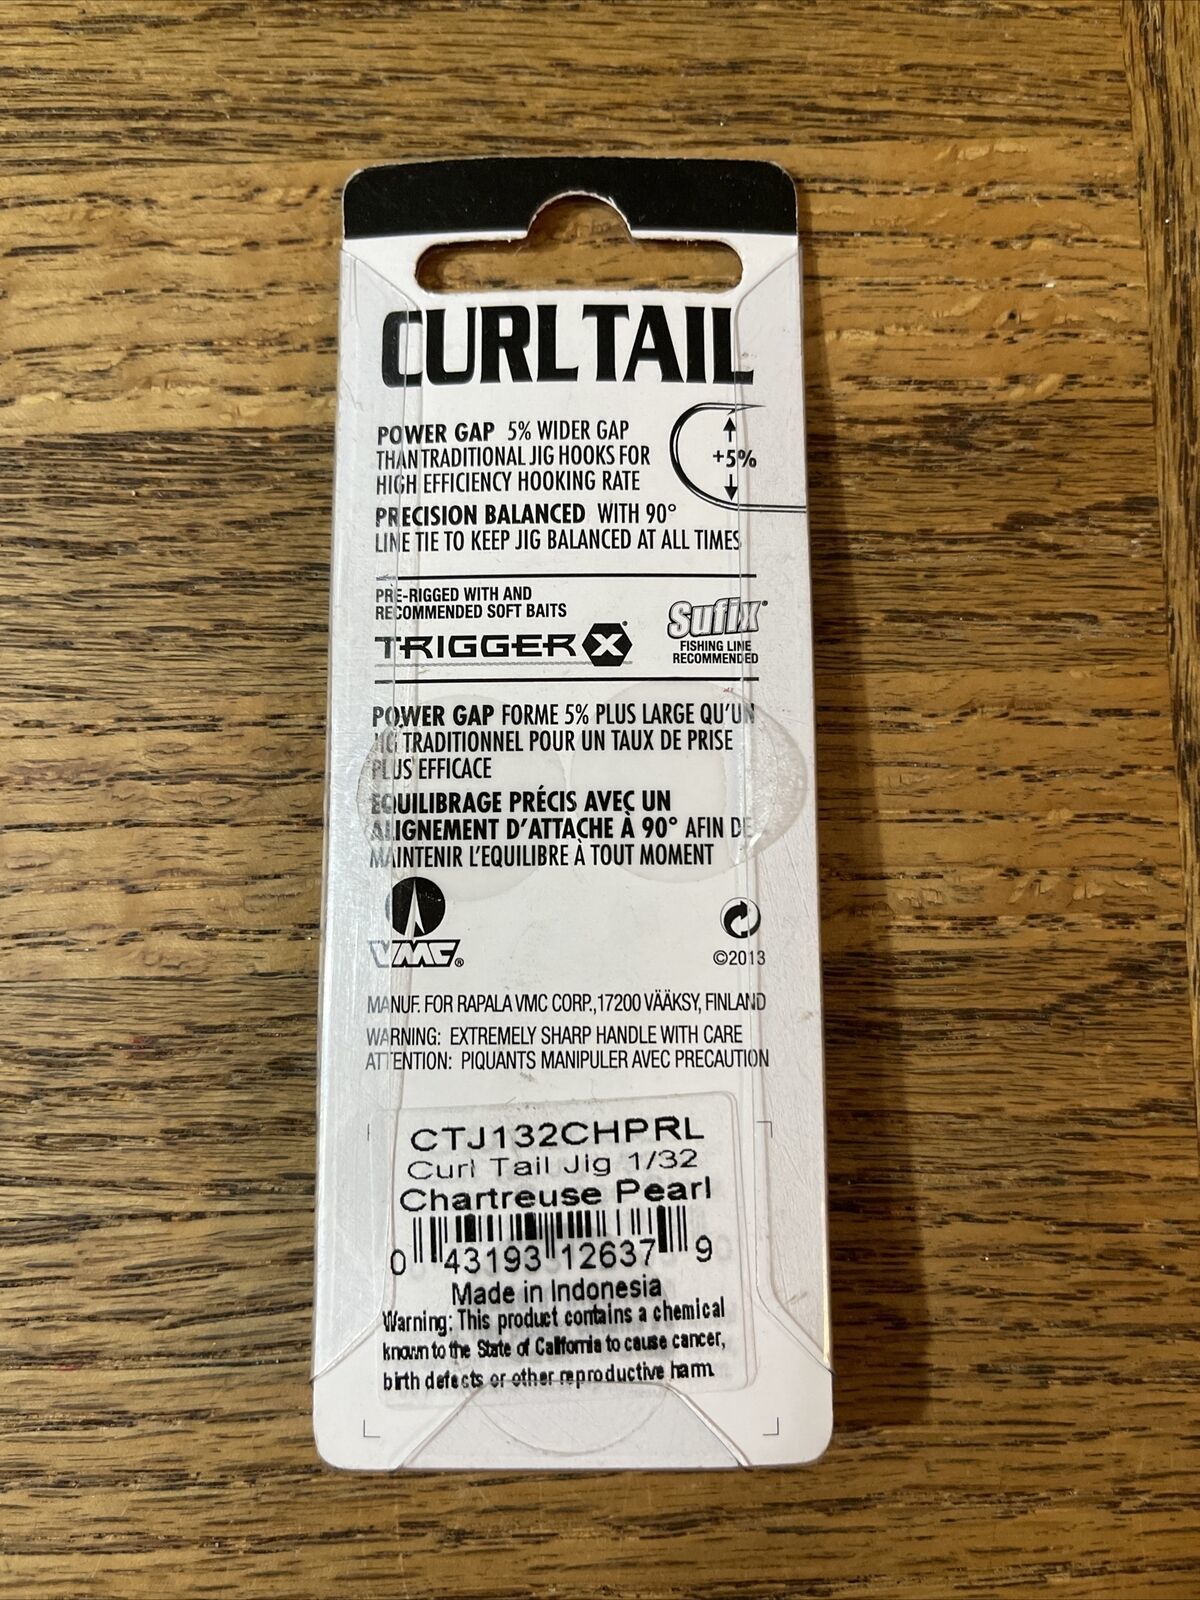 CURL TAIL
POWER GAP 5% WIDER GAP
THAN TRADITIONAL JIG HOOKS FOR
HIGH EFFICIENCY HOOKING RATE
+5%
PRECISION BALANCED WITH 90°
LINE TIE TO KEEP JIG BALANCED AT ALL TIMES
PRE-RIGGED WITH AND
RECOMMENDED SOFT BAITS
TRIGGER X
Sufix®
FISHING LINE
RECOMMENDED
POWER GAP FORME 5% PLUS LARGE QU'UN
JIG TRADITIONNEL POUR UN TAUX DE PRISE
PLUS EFFICACE
EQUILIBRAGE PRÉCIS AVEC UN
ALIGNEMENT D'ATTACHE À 90° AFIN DE
MAINTENIR L'EQUILIBRE À TOUT MOMENT
VMC®
©2013
MANUF. FOR RAPALA VMC CORP., 17200 VÄÄKSY, FINLAND
WARNING: EXTREMELY SHARP HANDLE WITH CARE
ATTENTION: PIQUANTS MANIPULER AVEC PRECAUTION
CTJ132CHPRL
Curl Tail Jig 1/32
Chartreuse Pearl
0 43193 12637 9
Made in Indonesia
Warning: This product contains a chemical
known to the State of California to cause cancer,
birth defects or other reproductive harm.